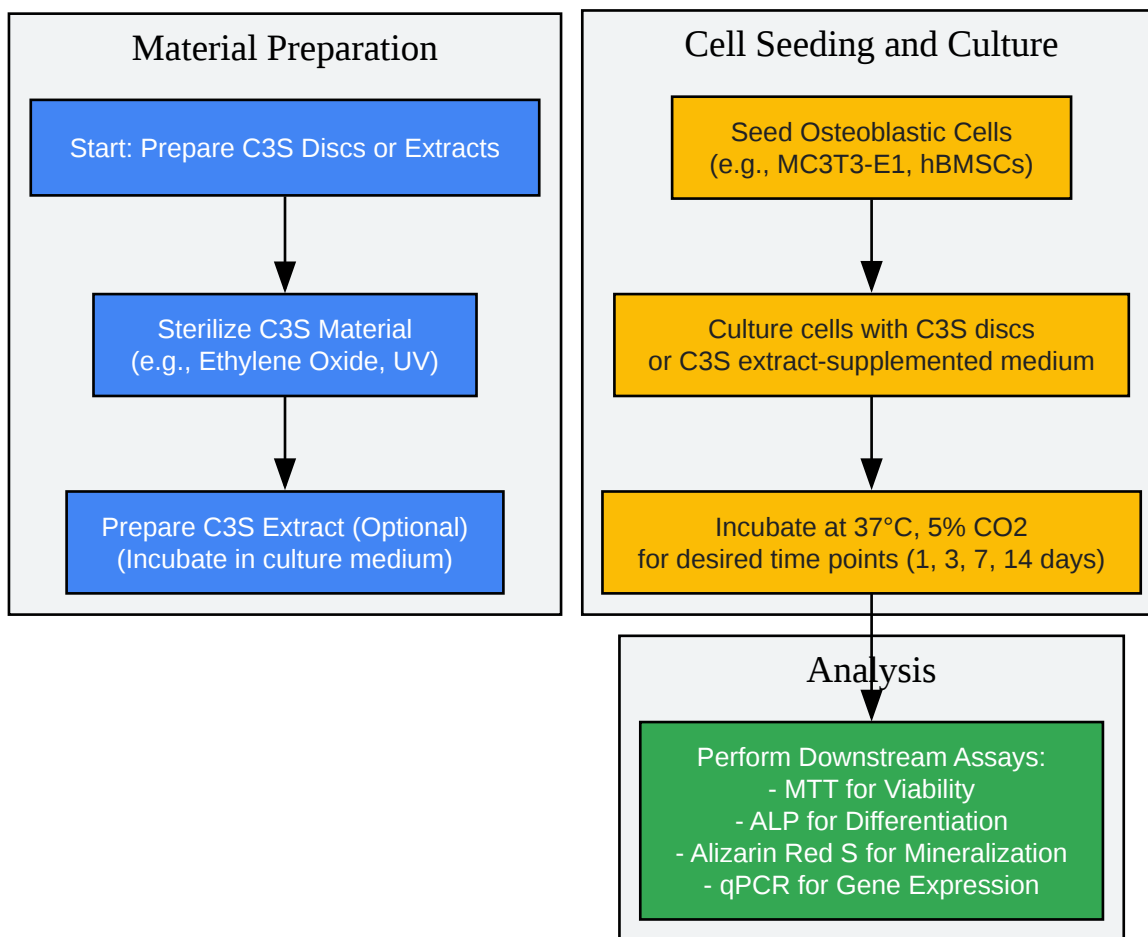 Material Preparation
Start: Prepare C3S Discs or Extracts
Sterilize C3S Material
(e.g., Ethylene Oxide, UV)
Prepare C3S Extract (Optional)
(Incubate in culture medium)
Cell Seeding and Culture
Seed Osteoblastic Cells
(e.g., MC3T3-E1, hBMSCs)
Culture cells with C3S discs
or C3S extract-supplemented medium
Incubate at 37°C, 5% CO2
for desired time points (1, 3, 7, 14 days)
Analysis
Perform Downstream Assays:
- MTT for Viability
- ALP for Differentiation
- Alizarin Red S for Mineralization
- qPCR for Gene Expression